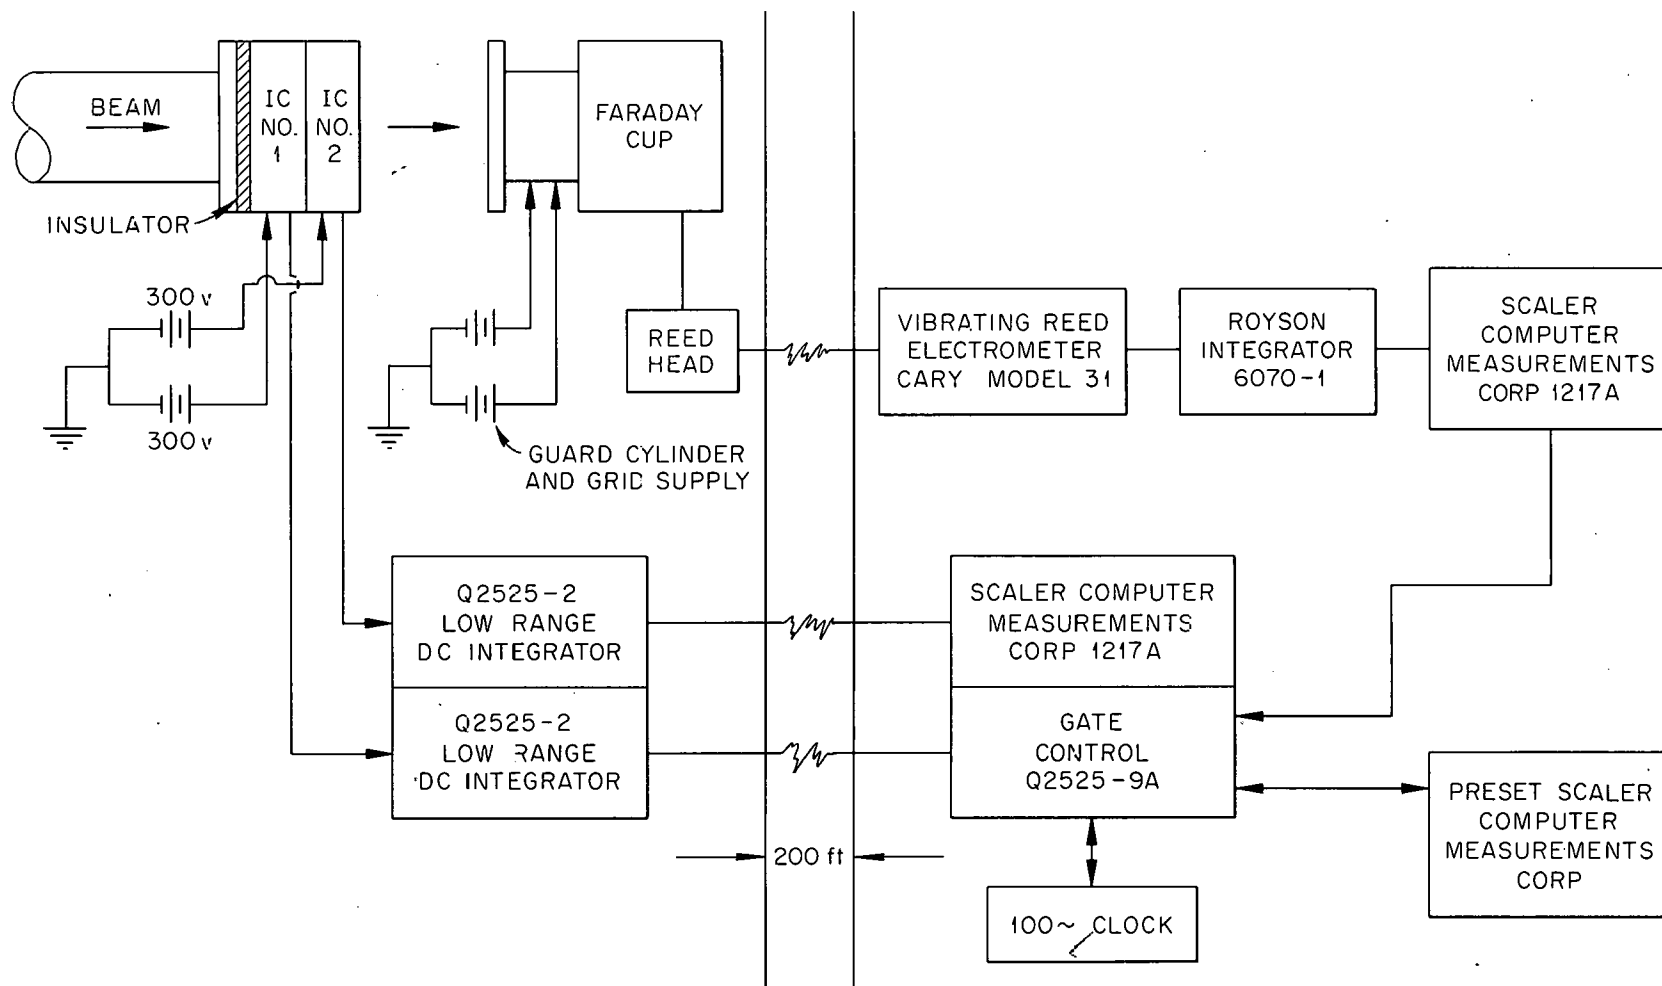 BEAM
IC
NO.
1
IC
NO.
2
INSULATOR
300 v
300 v
FARADAY
CUP
REED
HEAD
GUARD CYLINDER
AND GRID SUPPLY
VIBRATING REED
ELECTROMETER
CARY MODEL 31
ROYSON
INTEGRATOR
6070-1
SCALER
COMPUTER
MEASUREMENTS
CORP 1217A
Q2525-2
LOW RANGE
DC INTEGRATOR
Q2525-2
LOW RANGE
DC INTEGRATOR
200 ft
SCALER COMPUTER
MEASUREMENTS
CORP 1217A
GATE
CONTROL
Q2525-9A
100~ CLOCK
PRESET SCALER
COMPUTER
MEASUREMENTS
CORP